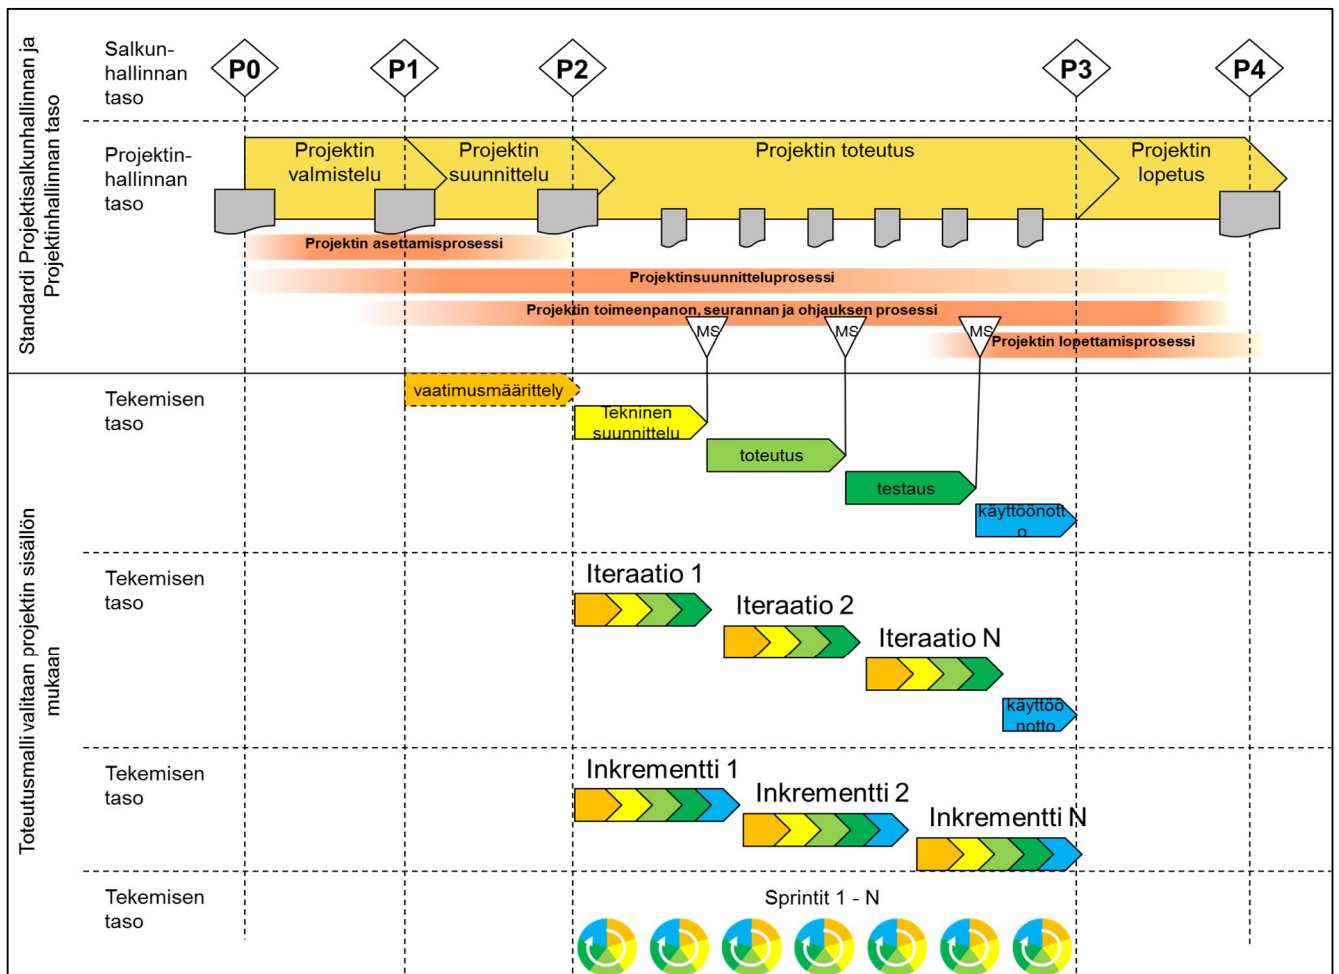 Standardi Projektisalkunhallinnan ja
Projektinhallinnan taso
Salkun-
hallinnan
taso
P0
P1
P2
P3
P4
Projektin-
hallinnan
taso
Projektin
valmistelu
Projektin
suunnittelu
Projektin toteutus
Projektin
lopetus
Projektin asettamisprosessi
Projektinsuunnitteluprosessi
Projektin toimeenpanon, seurannan ja ohjauksen prosessi
MS
MS
MS
Projektin lopettamisprosessi
Toteutusmalli valitaan projektin sisällön
mukaan
Tekemisen
taso
vaatimusmäärittely
Tekninen
suunnittelu
toteutus
testaus
käyttöönott
o
Tekemisen
taso
Iteraatio 1
Iteraatio 2
Iteraatio N
käyttöö
notto
Tekemisen
taso
Inkrementti 1
Inkrementti 2
Inkrementti N
Tekemisen
taso
Sprintit 1 - N